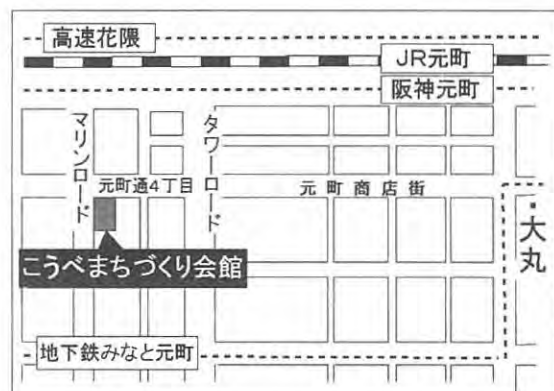 高速花隈
JR元町
阪神元町
マリンロード
タワーロード
元町通4丁目
元町商店街
・大丸
こうべまちづくり会館
地下鉄みなと元町